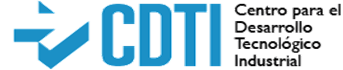 CDTI
Centro para el
Desarrollo
Tecnológico
Industrial